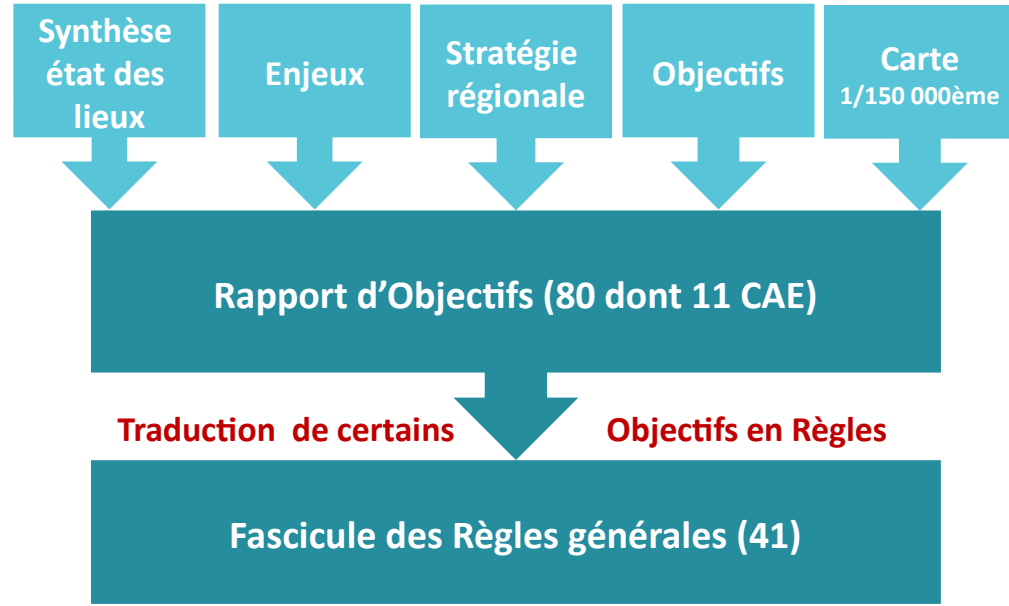 Synthèse
état des
lieux
Enjeux
Stratégie
régionale
Objectifs
Carte
1/150 000ème
Rapport d’Objectifs (80 dont 11 CAE)
Traduction de certains Objectifs en Règles
Fascicule des Règles générales (41)